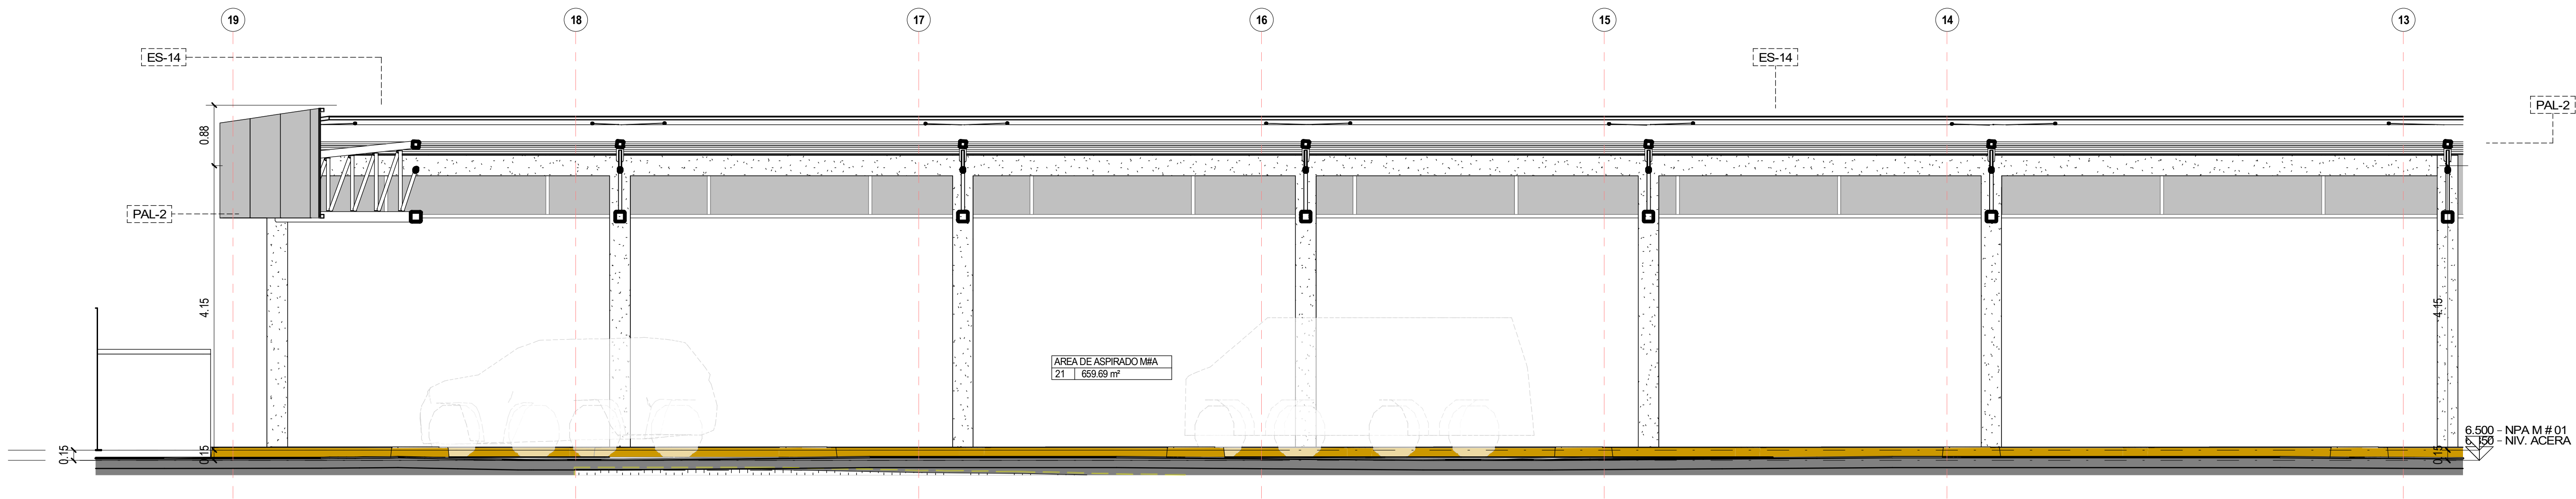 19 18 17 16 15 14 13
ES-14 ES-14
PAL-2
0.88
PAL-2
4.15 4.15
AREA DE ASPIRADO M#A
21 659.69 m²
6.500 - NPA M # 01
- NIV. ACERA
0.15 0.15 0.15